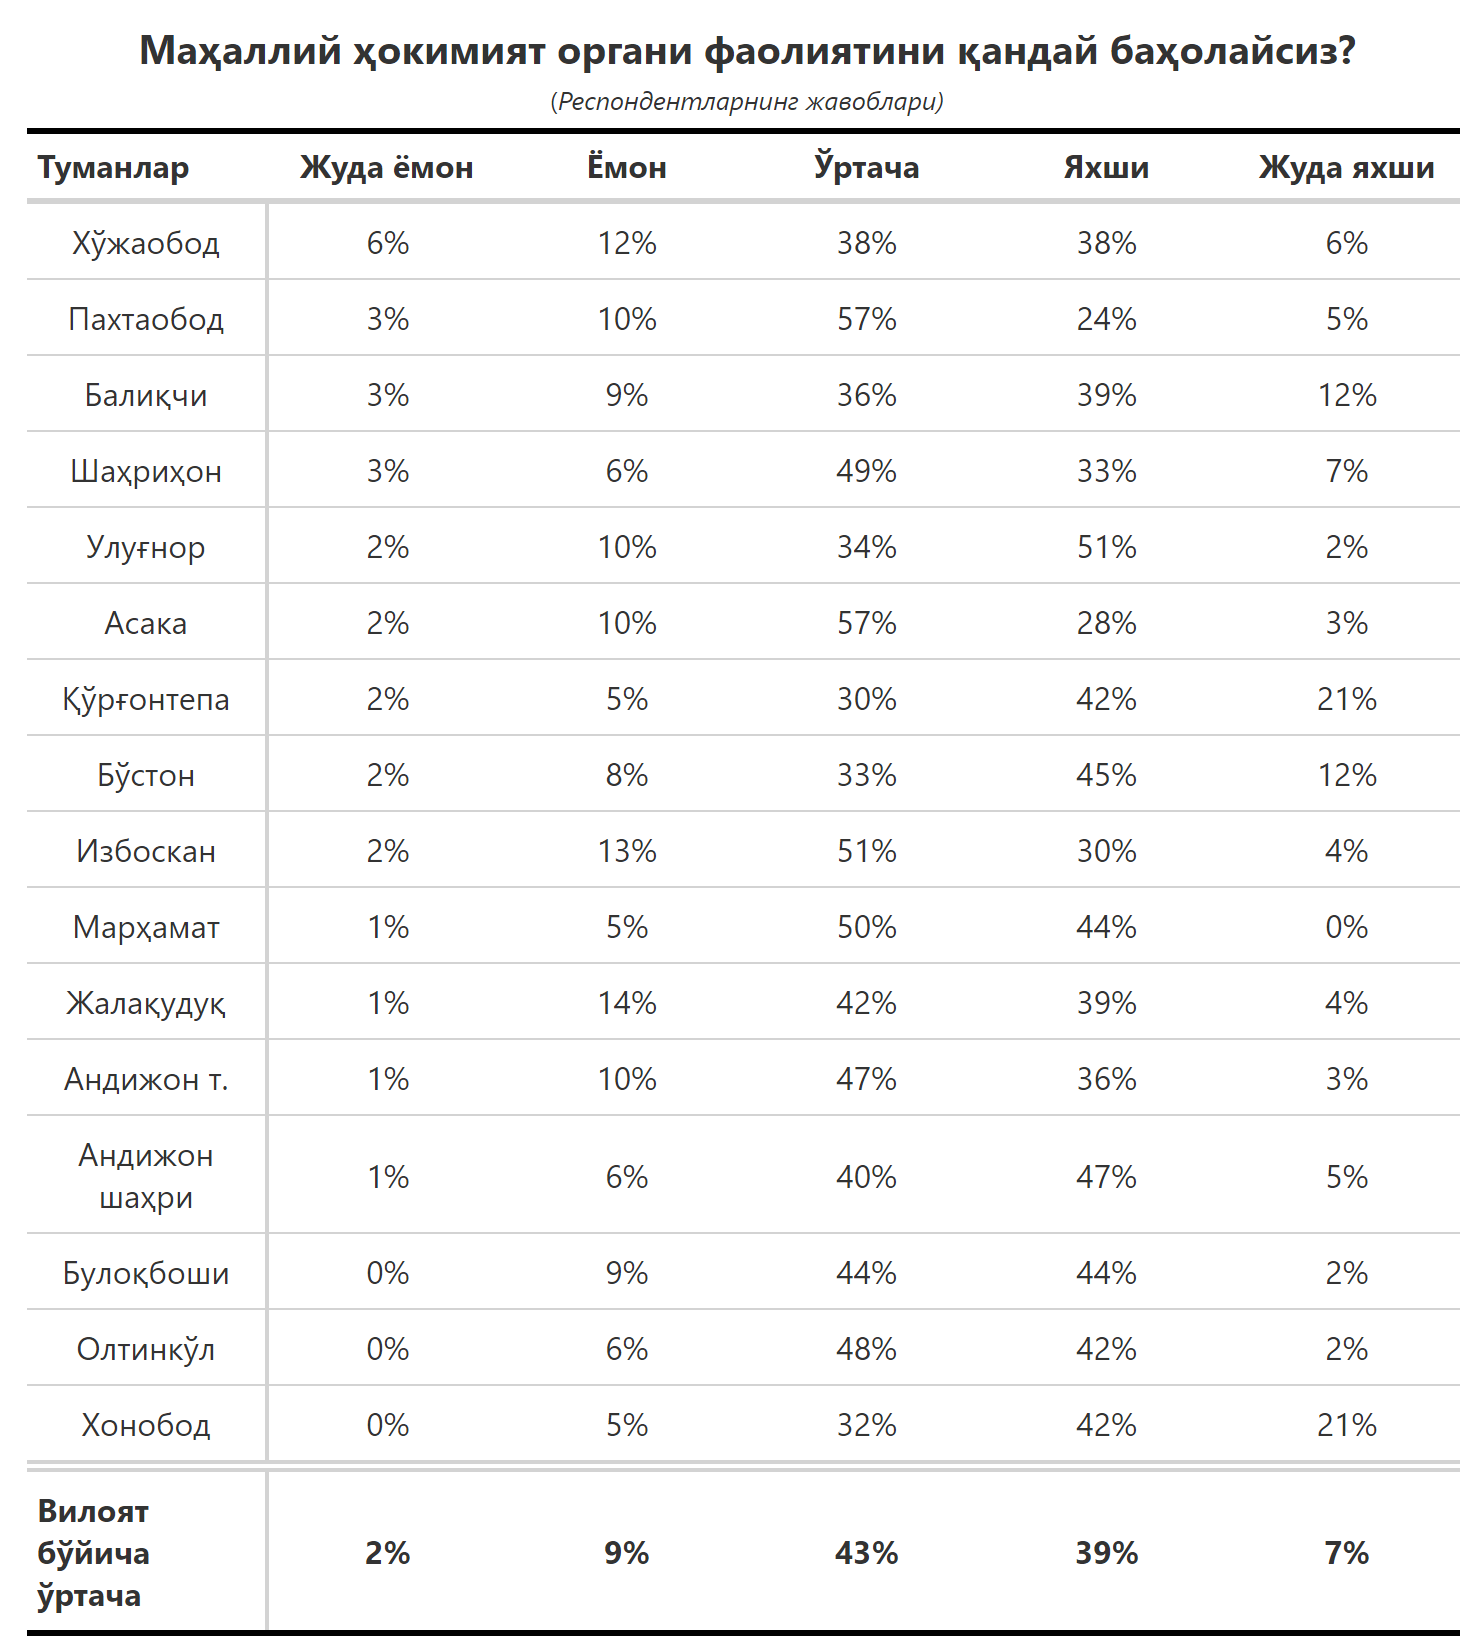 Маҳаллий ҳокимият органи фаолиятини қандай баҳолайсиз?
(Респондентларнинг жавоблари)
Туманлар Жуда ёмон Ёмон Ўртача Яхши Жуда яхши
Хўжаобод 6% 12% 38% 38% 6%
Пахтаобод 3% 10% 57% 24% 5%
Балиқчи 3% 9% 36% 39% 12%
Шаҳриҳон 3% 6% 49% 33% 7%
Улуғнор 2% 10% 34% 51% 2%
Асака 2% 10% 57% 28% 3%
Қўрғонтепа 2% 5% 30% 42% 21%
Бўстон 2% 8% 33% 45% 12%
Избоскан 2% 13% 51% 30% 4%
Марҳамат 1% 5% 50% 44% 0%
Жалақудуқ 1% 14% 42% 39% 4%
Андижон т. 1% 10% 47% 36% 3%
Андижон
шаҳри 1% 6% 40% 47% 5%
Булоқбоши 0% 9% 44% 44% 2%
Олтинкўл 0% 6% 48% 42% 2%
Хонобод 0% 5% 32% 42% 21%
Вилоят
бўйича 2% 9% 43% 39% 7%
ўртача